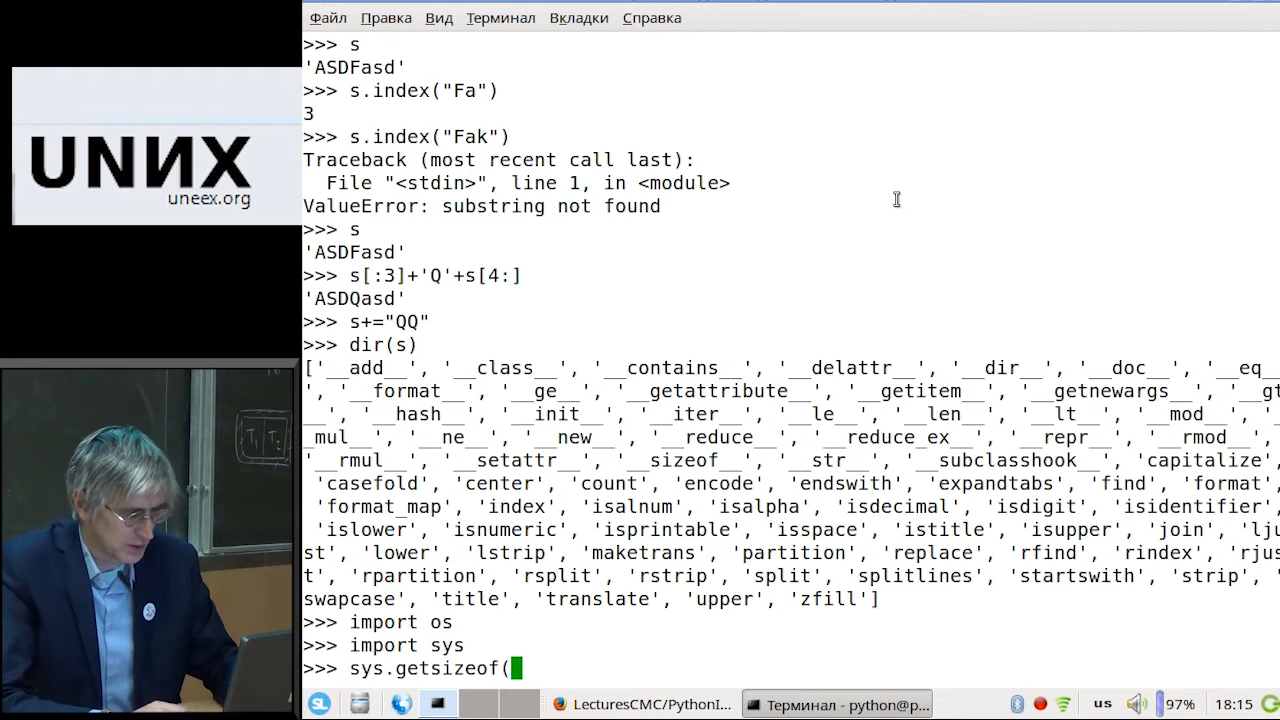 UNИX
uneex.org
T₁ T₂
Файл Правка Вид Терминал Вкладки Справка
>>> s
'ASDFasd'
>>> s.index("Fa")
3
>>> s.index("Fak")
Traceback (most recent call last):
  File "<stdin>", line 1, in <module>
ValueError: substring not found
>>> s
'ASDFasd'
>>> s[:3]+'Q'+s[4:]
'ASDQasd'
>>> s+="QQ"
>>> dir(s)
['__add__', '__class__', '__contains__', '__delattr__', '__dir__', '__doc__', '__eq__
', '__format__', '__ge__', '__getattribute__', '__getitem__', '__getnewargs__', '__gt
__', '__hash__', '__init__', '__iter__', '__le__', '__len__', '__lt__', '__mod__', '
_mul__', '__ne__', '__new__', '__reduce__', '__reduce_ex__', '__repr__', '__rmod__',
'__rmul__', '__setattr__', '__sizeof__', '__str__', '__subclasshook__', 'capitalize',
'casefold', 'center', 'count', 'encode', 'endswith', 'expandtabs', 'find', 'format',
'format_map', 'index', 'isalnum', 'isalpha', 'isdecimal', 'isdigit', 'isidentifier',
'islower', 'isnumeric', 'isprintable', 'isspace', 'istitle', 'isupper', 'join', 'lju
st', 'lower', 'lstrip', 'maketrans', 'partition', 'replace', 'rfind', 'rindex', 'rjus
t', 'rpartition', 'rsplit', 'rstrip', 'split', 'splitlines', 'startswith', 'strip', '
swapcase', 'title', 'translate', 'upper', 'zfill']
>>> import os
>>> import sys
>>> sys.getsizeof(
SL LecturesCMC/PythonI... Терминал - python@p... us 97% 18:15